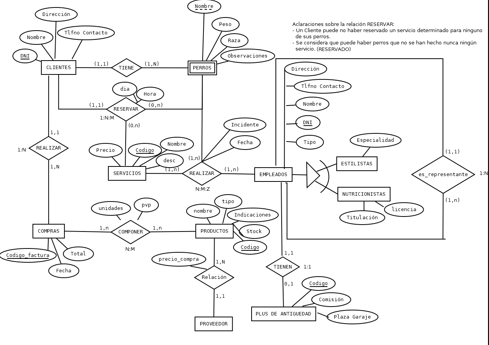 Dirección
Nombre
Tlfno Contacto
DNI
CLIENTES
(1,1)
TIENE
(1,N)
Nombre
Peso
Raza
Observaciones
PERROS
Aclaraciones sobre la relación RESERVAR:
- Un Cliente puede no haber reservado un servicio determinado para ninguno
de sus perros.
- Se considera que puede haber perros que no se han hecho nunca ningún
servicio. (RESERVADO)
dia
Hora
(1,1)
RESERVAR
(0,n)
1:N:M
(0,n)
Precio
Codigo
Nombre
desc
SERVICIOS
(1,n)
Incidente
Fecha
(1,n)
REALIZAR
(1,n)
N:M:Z
EMPLEADOS
Dirección
Tlfno Contacto
Nombre
DNI
Tipo
Especialidad
ESTILISTAS
NUTRICIONISTAS
Titulación
licencia
(1,1)
es_representante
1:N
(1,n)
1,1
1:N
REALIZAR
1,N
COMPRAS
Codigo_factura
Total
Fecha
1,n
unidades
pvp
COMPONER
1,n
N:M
PRODUCTOS
nombre
tipo
Indicaciones
Stock
Codigo
precio_compra
1,N
Relación
1,1
PROVEEDOR
1,1
TIENEN
1:1
0,1
PLUS DE ANTIGUEDAD
Codigo
Comisión
Plaza Garaje